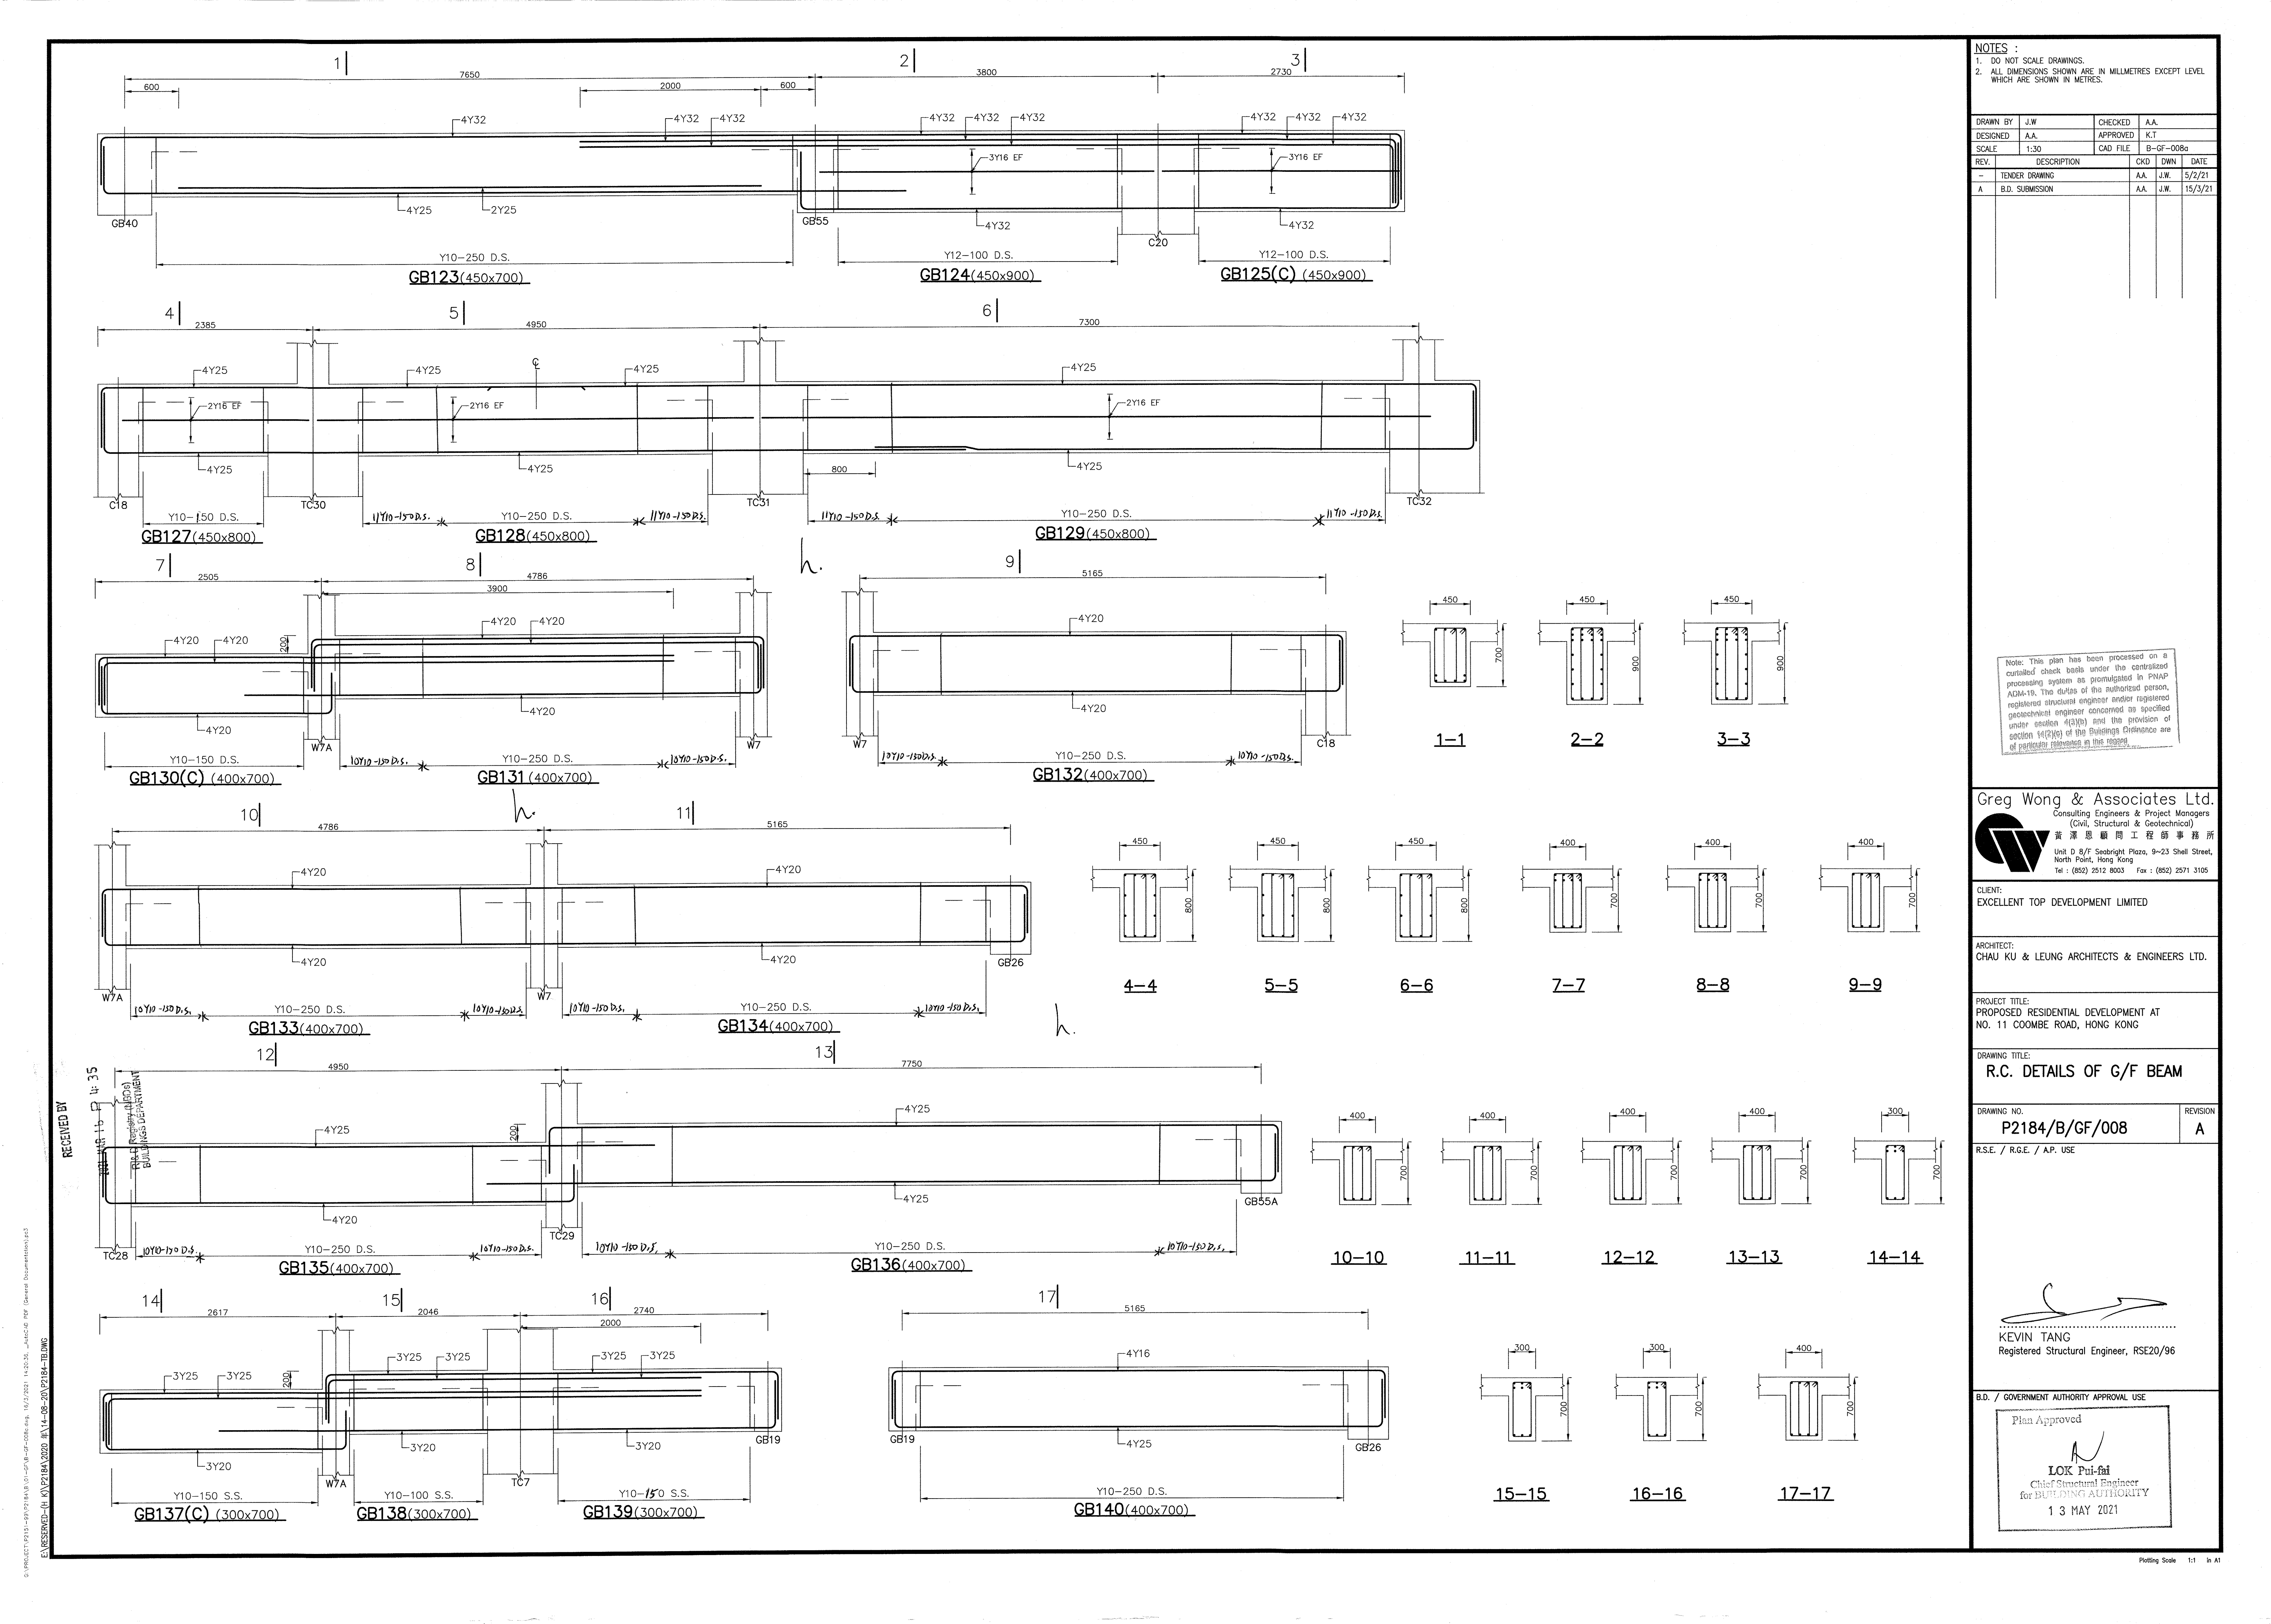 1 2 3
7650 3800 2730
600 2000 600
4Y32 4Y32 4Y32 4Y32 4Y32 4Y32 4Y32 4Y32 4Y32
3Y16 EF 3Y16 EF
4Y25 2Y25 4Y32 4Y32
GB40 GB55 C20
Y10-250 D.S. Y12-100 D.S. Y12-100 D.S.
GB123(450x700) GB124(450x900) GB125(C) (450x900)
4 5 6
2385 4950 7300
℄
4Y25 4Y25 4Y25 4Y25
2Y16 EF 2Y16 EF 2Y16 EF
4Y25 4Y25 800 4Y25
C18 TC30 TC31 TC32
Y10-150 D.S. 11Y10-150D.S. Y10-250 D.S. 11Y10-150D.S. 11Y10-150D.S. Y10-250 D.S. 11Y10-150D.S.
GB127(450x800) GB128(450x800) GB129(450x800)
h.
7 8 9
2505 4786 5165
3900
4Y20 4Y20 200 4Y20 4Y20 4Y20
4Y20 4Y20 4Y20
W7A W7 W7 C18
Y10-150 D.S. 10Y10-150D.S. Y10-250 D.S. 10Y10-150D.S. 10Y10-150D.S. Y10-250 D.S. 10Y10-150D.S.
GB130(C) (400x700) GB131(400x700) GB132(400x700)
450 450 450
700 900 900
1-1 2-2 3-3
h.
10 11
4786 5165
4Y20 4Y20
4Y20 4Y20
W7A W7 GB26
10Y10-150D.S. Y10-250 D.S. 10Y10-150D.S. 10Y10-150D.S. Y10-250 D.S. 10Y10-150D.S.
GB133(400x700) GB134(400x700)
h.
450 450 450 400 400 400
800 800 800 700 700 700
4-4 5-5 6-6 7-7 8-8 9-9
12 13
4950 7750
4Y25 200 4Y25
4Y20 4Y25
TC28 TC29 GB55A
Y10-250 D.S. 10Y10-150D.S. 10Y10-150D.S. Y10-250 D.S. 10Y10-150D.S.
GB135(400x700) GB136(400x700)
400 400 400 400 300
700 700 700 700 700
10-10 11-11 12-12 13-13 14-14
14 15 16 17
2617 2046 2740 5165
2000
3Y25 3Y25 200 3Y25 3Y25 3Y25 3Y25 4Y16
3Y20 3Y20 3Y20 4Y25
W7A TC7 GB19 GB19 GB26
Y10-150 S.S. Y10-100 S.S. Y10-150 S.S. Y10-250 D.S.
GB137(C) (300x700) GB138(300x700) GB139(300x700) GB140(400x700)
300 300 400
700 700 700
15-15 16-16 17-17
RECEIVED BY
BUILDINGS DEPARTMENT
NOTES :
1. DO NOT SCALE DRAWINGS.
2. ALL DIMENSIONS SHOWN ARE IN MILLMETRES EXCEPT LEVEL
WHICH ARE SHOWN IN METRES.
DRAWN BY J.W CHECKED A.A.
DESIGNED A.A. APPROVED K.T
SCALE 1:30 CAD FILE B-GF-008a
REV. DESCRIPTION CKD DWN DATE
- TENDER DRAWING A.A. J.W. 5/2/21
A B.D. SUBMISSION A.A. J.W. 15/3/21
Note: This plan has been processed on a
curtailed check basis under the centralized
processing system as promulgated in PNAP
ADM-19. The duties of the authorized person,
registered structural engineer and/or registered
geotechnical engineer concerned as specified
under section 4(3)(b) and the provision of
section 14(2)(c) of the Buildings Ordinance are
of particular relevance in this regard
Greg Wong & Associates Ltd.
Consulting Engineers & Project Managers
(Civil, Structural & Geotechnical)
黃澤恩顧問工程師事務所
Unit D 8/F Seabright Plaza, 9~23 Shell Street,
North Point, Hong Kong
Tel : (852) 2512 8003 Fax : (852) 2571 3105
CLIENT:
EXCELLENT TOP DEVELOPMENT LIMITED
ARCHITECT:
CHAU KU & LEUNG ARCHITECTS & ENGINEERS LTD.
PROJECT TITLE:
PROPOSED RESIDENTIAL DEVELOPMENT AT
NO. 11 COOMBE ROAD, HONG KONG
DRAWING TITLE:
R.C. DETAILS OF G/F BEAM
DRAWING NO. REVISION
P2184/B/GF/008 A
R.S.E. / R.G.E. / A.P. USE
KEVIN TANG
Registered Structural Engineer, RSE20/96
B.D. / GOVERNMENT AUTHORITY APPROVAL USE
Plan Approved
LOK Pui-fai
Chief Structural Engineer
for BUILDING AUTHORITY
13 MAY 2021
E:\RESERVED-(H K)\P2184\2020 年\14-08-20\P2184-TB.DWG
Plotting Scale 1:1 in A1